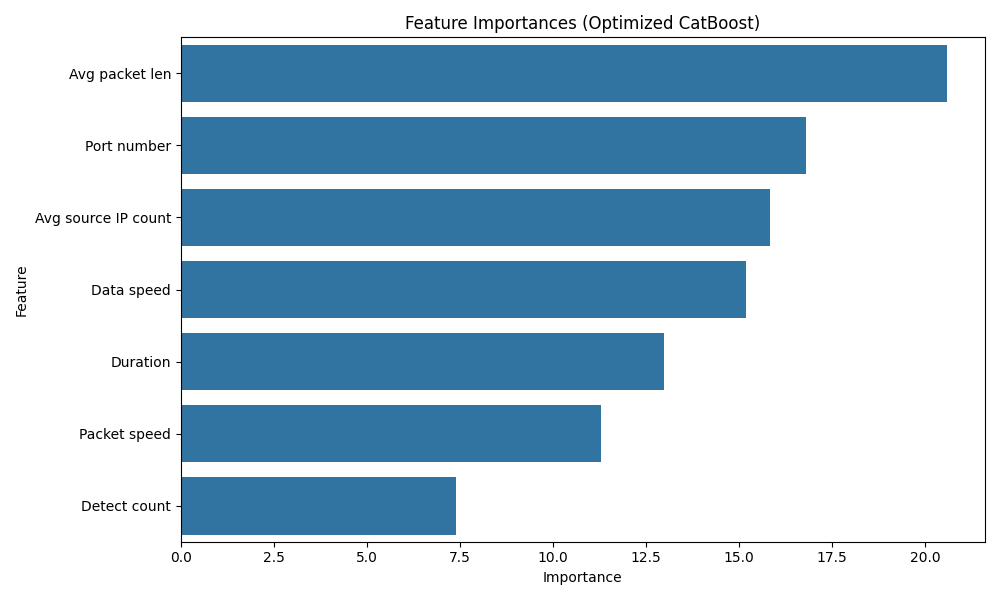 Feature Importances (Optimized CatBoost)
Feature
Avg packet len
Port number
Avg source IP count
Data speed
Duration
Packet speed
Detect count
0.0 2.5 5.0 7.5 10.0 12.5 15.0 17.5 20.0
Importance